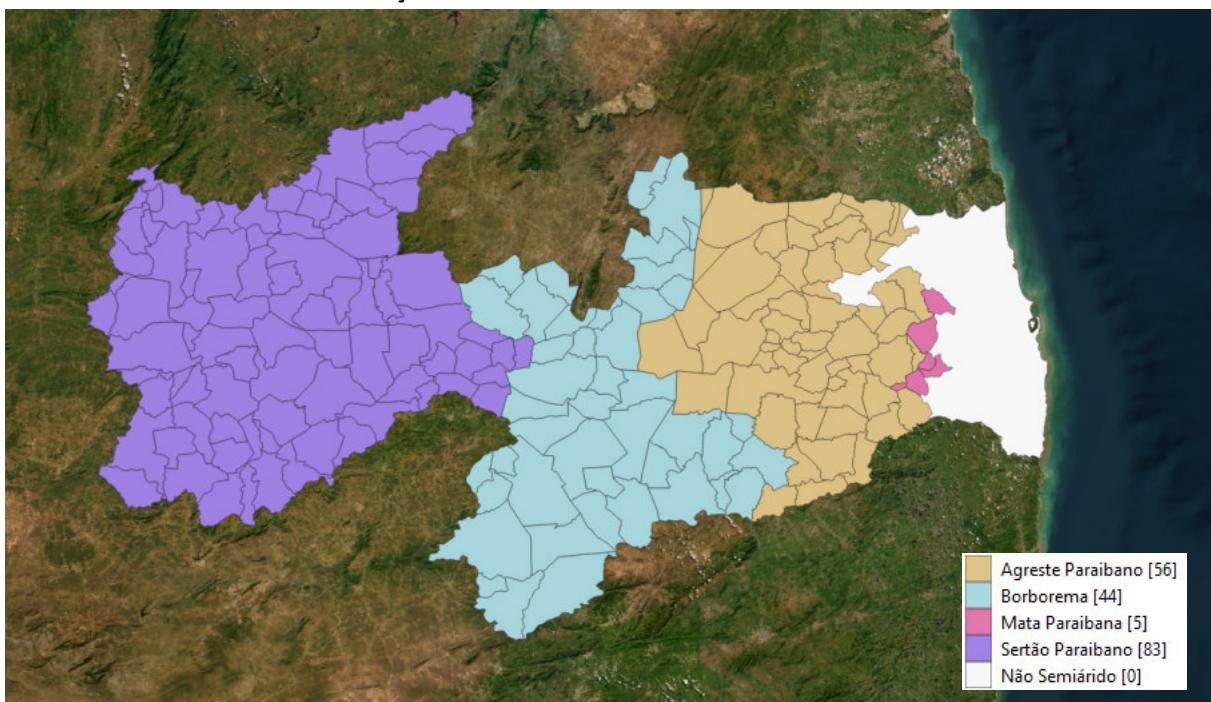 Agreste Paraibano [56]
Borborema [44]
Mata Paraibana [5]
Sertão Paraibano [83]
Não Semiárido [0]